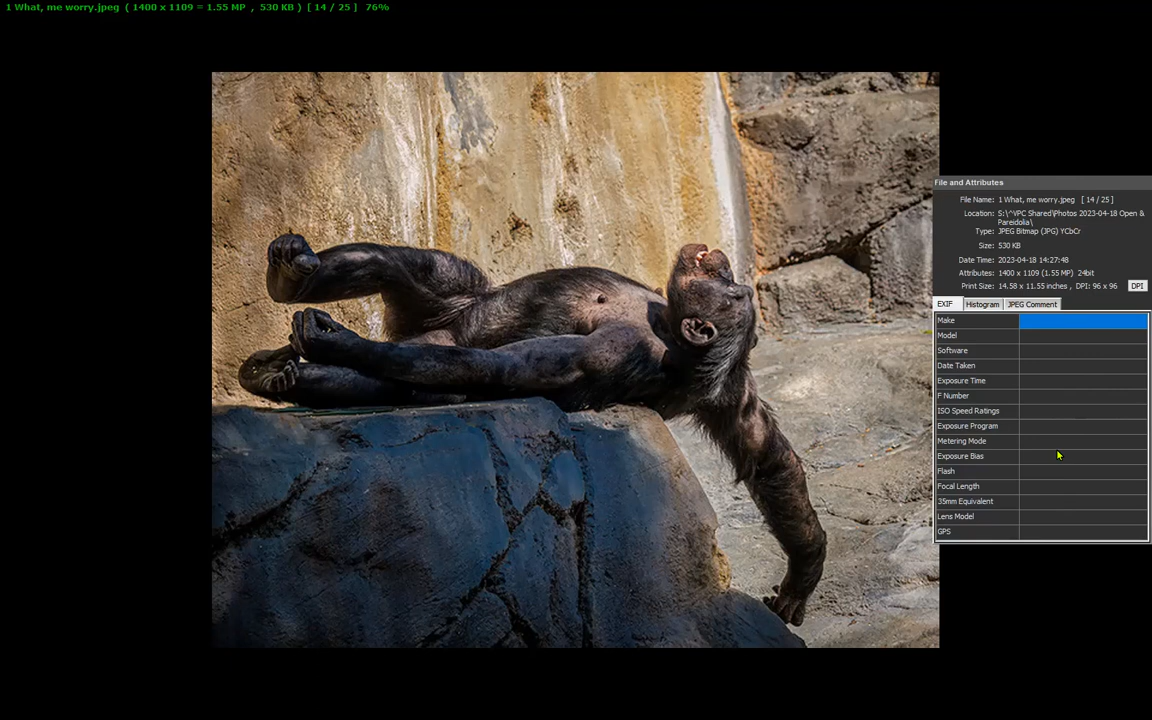 1 What, me worry.jpeg ( 1400 x 1109 = 1.55 MP , 530 KB ) [ 14 / 25 ] 76%
File and Attributes
File Name: 1 What, me worry.jpeg [ 14 / 25 ]
Location: S:\^VPC Shared\Photos 2023-04-18 Open &
Pareidolia\
Type: JPEG Bitmap (JPG) YCbCr
Size: 530 KB
Date Time: 2023-04-18 14:27:48
Attributes: 1400 x 1109 (1.55 MP) 24bit
Print Size: 14.58 x 11.55 inches , DPI: 96 x 96 DPI
EXIF Histogram JPEG Comment
Make
Model
Software
Date Taken
Exposure Time
F Number
ISO Speed Ratings
Exposure Program
Metering Mode
Exposure Bias
Flash
Focal Length
35mm Equivalent
Lens Model
GPS